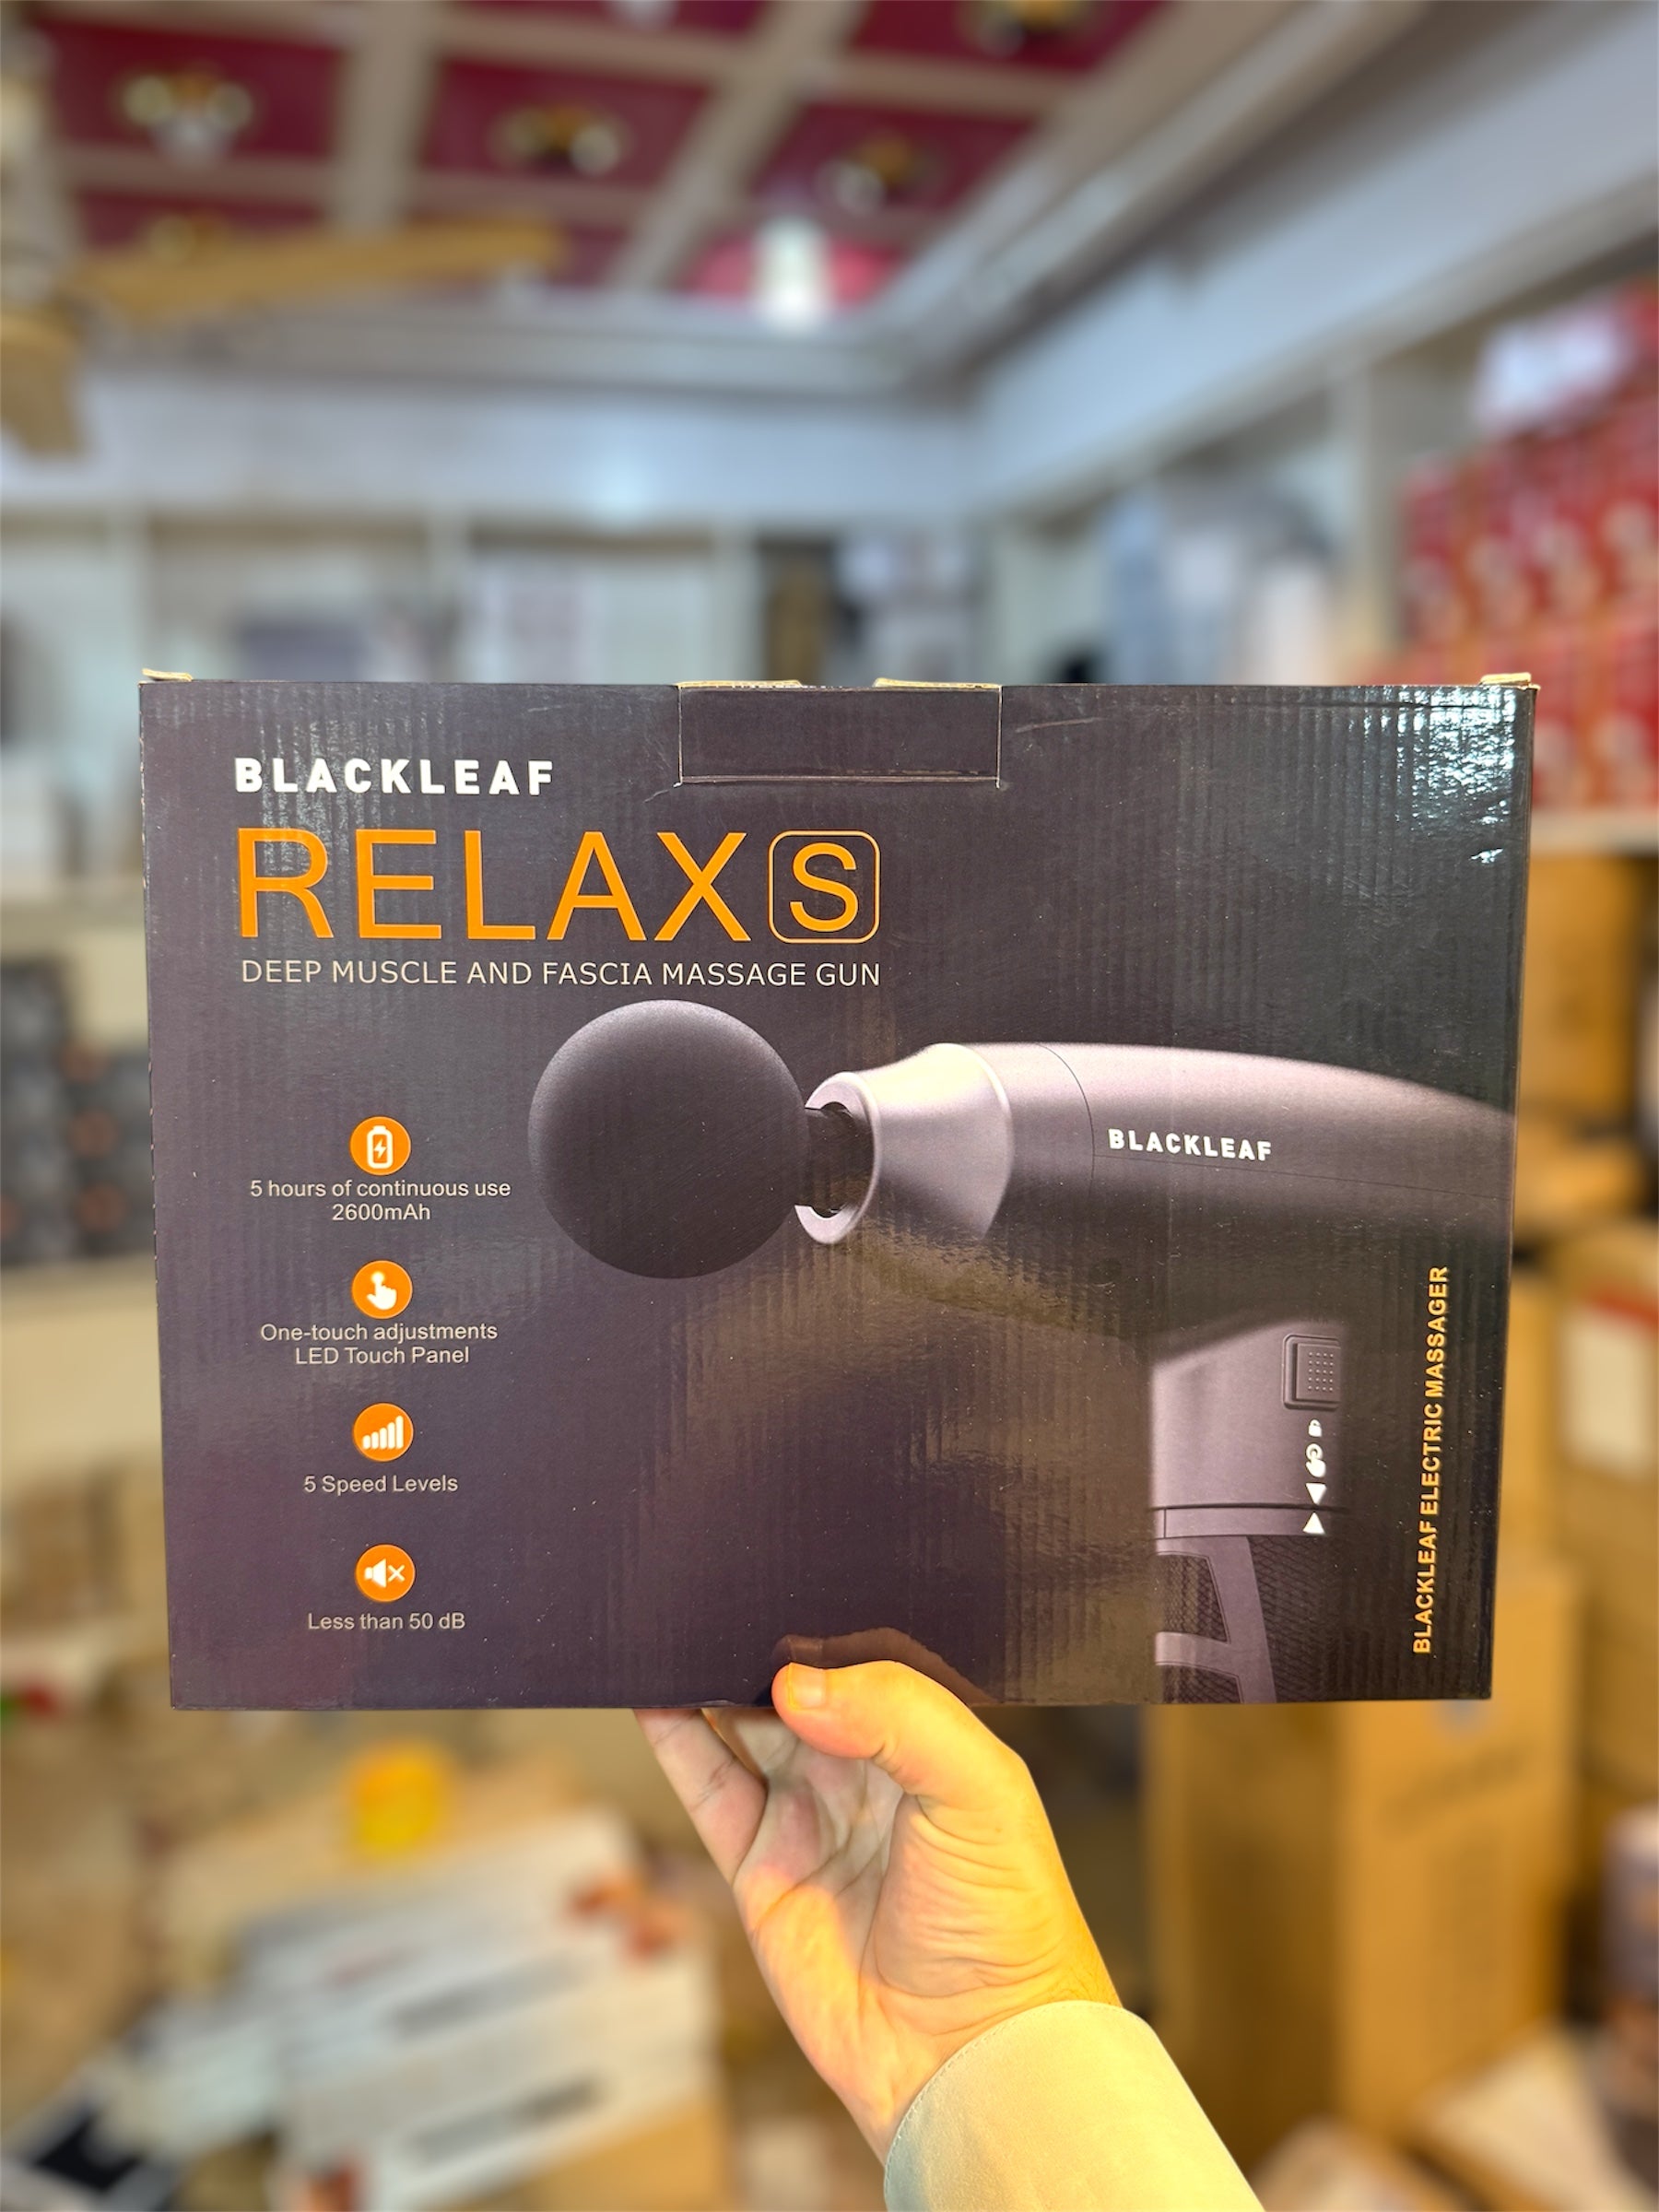 BLACKLEAF
RELAX S
DEEP MUSCLE AND FASCIA MASSAGE GUN
BLACKLEAF
5 hours of continuous use
2600mAh
One-touch adjustments
LED Touch Panel
5 Speed Levels
Less than 50 dB
BLACKLEAF ELECTRIC MASSAGER